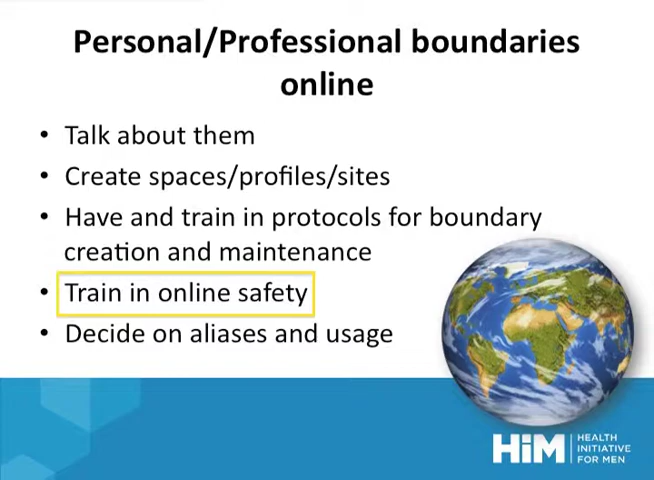 Personal/Professional boundaries
online
• Talk about them
• Create spaces/profiles/sites
• Have and train in protocols for boundary
creation and maintenance
• Train in online safety
• Decide on aliases and usage
HiM
HEALTH
INITIATIVE
FOR MEN